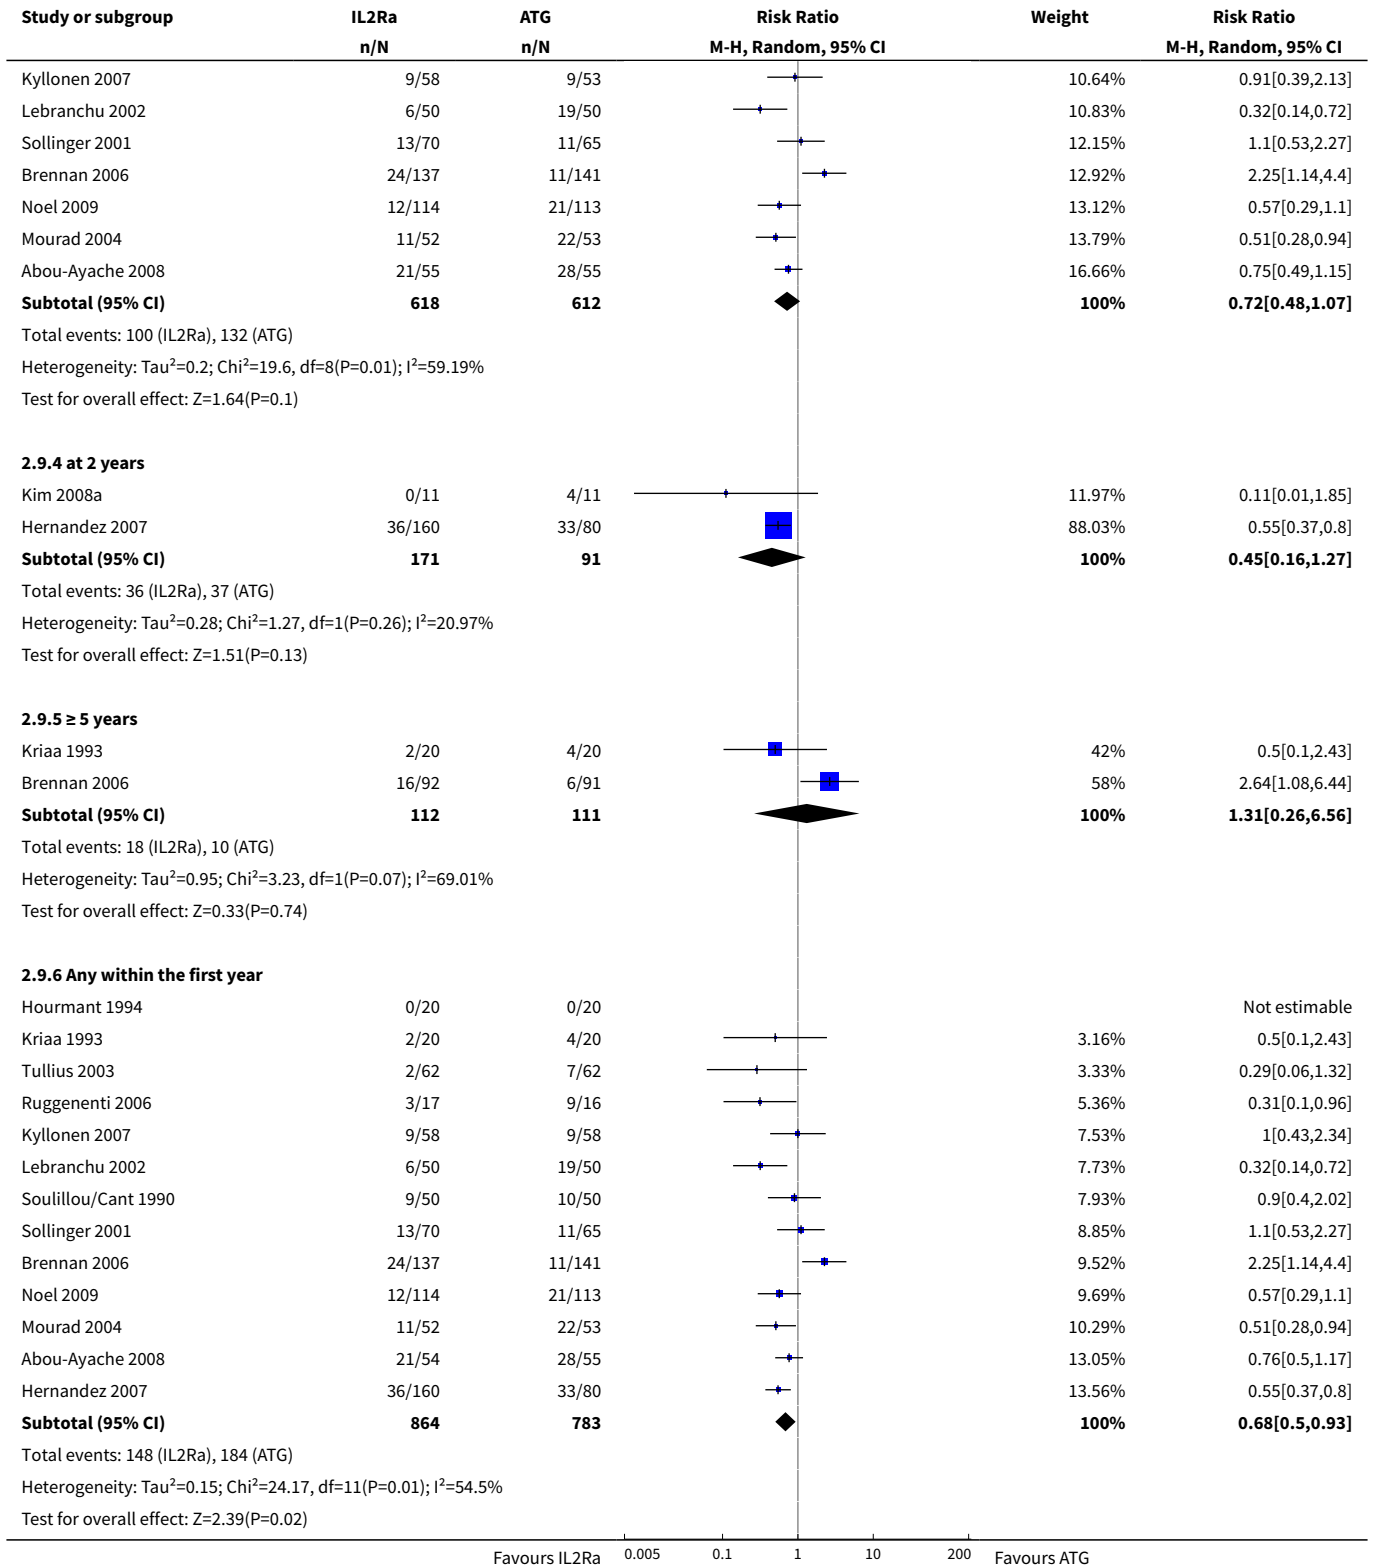 Study or subgroup IL2Ra ATG Risk Ratio Weight Risk Ratio
n/N n/N M-H, Random, 95% CI M-H, Random, 95% CI
Kyllonen 2007 9/58 9/53 10.64% 0.91[0.39,2.13]
Lebranchu 2002 6/50 19/50 10.83% 0.32[0.14,0.72]
Sollinger 2001 13/70 11/65 12.15% 1.1[0.53,2.27]
Brennan 2006 24/137 11/141 12.92% 2.25[1.14,4.4]
Noel 2009 12/114 21/113 13.12% 0.57[0.29,1.1]
Mourad 2004 11/52 22/53 13.79% 0.51[0.28,0.94]
Abou-Ayache 2008 21/55 28/55 16.66% 0.75[0.49,1.15]
Subtotal (95% CI) 618 612 100% 0.72[0.48,1.07]
Total events: 100 (IL2Ra), 132 (ATG)
Heterogeneity: Tau²=0.2; Chi²=19.6, df=8(P=0.01); I²=59.19%
Test for overall effect: Z=1.64(P=0.1)
2.9.4 at 2 years
Kim 2008a 0/11 4/11 11.97% 0.11[0.01,1.85]
Hernandez 2007 36/160 33/80 88.03% 0.55[0.37,0.8]
Subtotal (95% CI) 171 91 100% 0.45[0.16,1.27]
Total events: 36 (IL2Ra), 37 (ATG)
Heterogeneity: Tau²=0.28; Chi²=1.27, df=1(P=0.26); I²=20.97%
Test for overall effect: Z=1.51(P=0.13)
2.9.5 ≥ 5 years
Kriaa 1993 2/20 4/20 42% 0.5[0.1,2.43]
Brennan 2006 16/92 6/91 58% 2.64[1.08,6.44]
Subtotal (95% CI) 112 111 100% 1.31[0.26,6.56]
Total events: 18 (IL2Ra), 10 (ATG)
Heterogeneity: Tau²=0.95; Chi²=3.23, df=1(P=0.07); I²=69.01%
Test for overall effect: Z=0.33(P=0.74)
2.9.6 Any within the first year
Hourmant 1994 0/20 0/20 Not estimable
Kriaa 1993 2/20 4/20 3.16% 0.5[0.1,2.43]
Tullius 2003 2/62 7/62 3.33% 0.29[0.06,1.32]
Ruggenenti 2006 3/17 9/16 5.36% 0.31[0.1,0.96]
Kyllonen 2007 9/58 9/58 7.53% 1[0.43,2.34]
Lebranchu 2002 6/50 19/50 7.73% 0.32[0.14,0.72]
Soulillou/Cant 1990 9/50 10/50 7.93% 0.9[0.4,2.02]
Sollinger 2001 13/70 11/65 8.85% 1.1[0.53,2.27]
Brennan 2006 24/137 11/141 9.52% 2.25[1.14,4.4]
Noel 2009 12/114 21/113 9.69% 0.57[0.29,1.1]
Mourad 2004 11/52 22/53 10.29% 0.51[0.28,0.94]
Abou-Ayache 2008 21/54 28/55 13.05% 0.76[0.5,1.17]
Hernandez 2007 36/160 33/80 13.56% 0.55[0.37,0.8]
Subtotal (95% CI) 864 783 100% 0.68[0.5,0.93]
Total events: 148 (IL2Ra), 184 (ATG)
Heterogeneity: Tau²=0.15; Chi²=24.17, df=11(P=0.01); I²=54.5%
Test for overall effect: Z=2.39(P=0.02)
Favours IL2Ra 0.005 0.1 1 10 200 Favours ATG